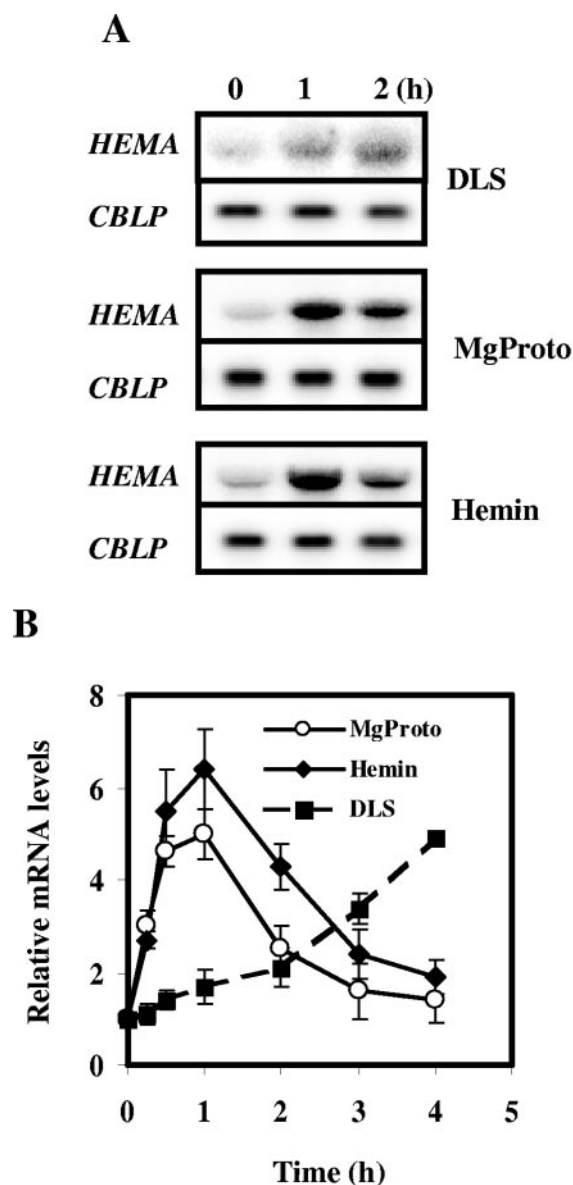 A
0 1 2 (h)
HEMA
CBLP
DLS
HEMA
CBLP
MgProto
HEMA
CBLP
Hemin
B
Relative mRNA levels
8
6
4
2
0
MgProto
Hemin
DLS
0 1 2 3 4 5
Time (h)